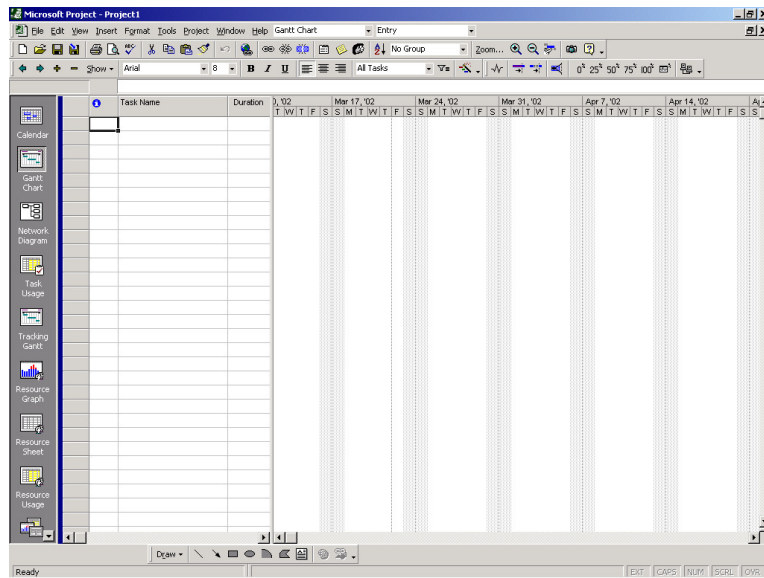 Microsoft Project - Project1
File Edit View Insert Format Tools Project Window Help Gantt Chart Entry
No Group Zoom...
Show Arial 8 B I U All Tasks 0% 25% 50% 75% 100%
Task Name Duration ), '02 Mar 17, '02 Mar 24, '02 Mar 31, '02 Apr 7, '02 Apr 14, '02
T W T F S S M T W T F S S M T W T F S S M T W T F S S M T W T F S S M T W T F S S
Calendar
Gantt
Chart
Network
Diagram
Task
Usage
Tracking
Gantt
Resource
Graph
Resource
Sheet
Resource
Usage
Draw
Ready EXT CAPS NUM SCRL OVR